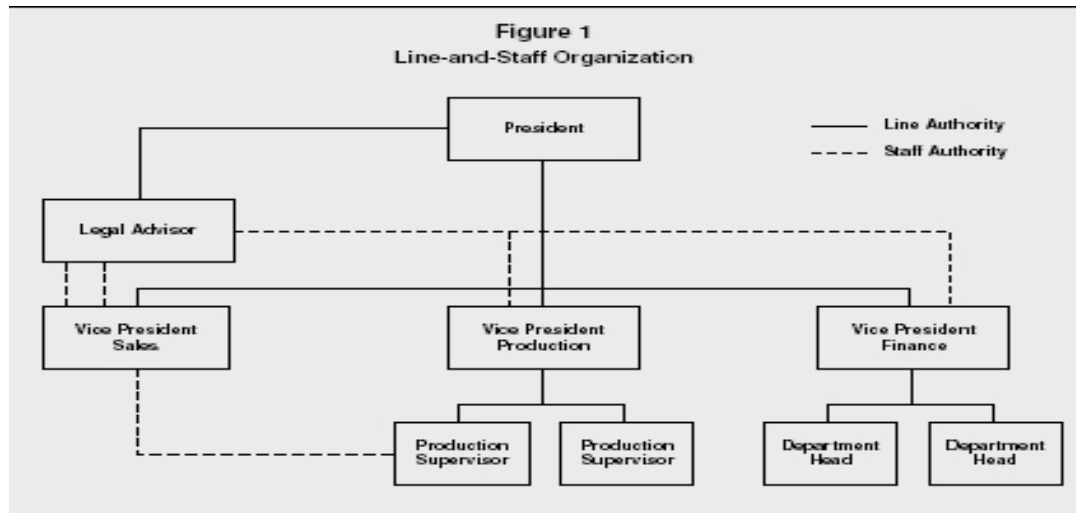 Figure 1
Line-and-Staff Organization
President
Line Authority
Staff Authority
Legal Advisor
Vice President
Sales
Vice President
Production
Vice President
Finance
Production
Supervisor
Production
Supervisor
Department
Head
Department
Head